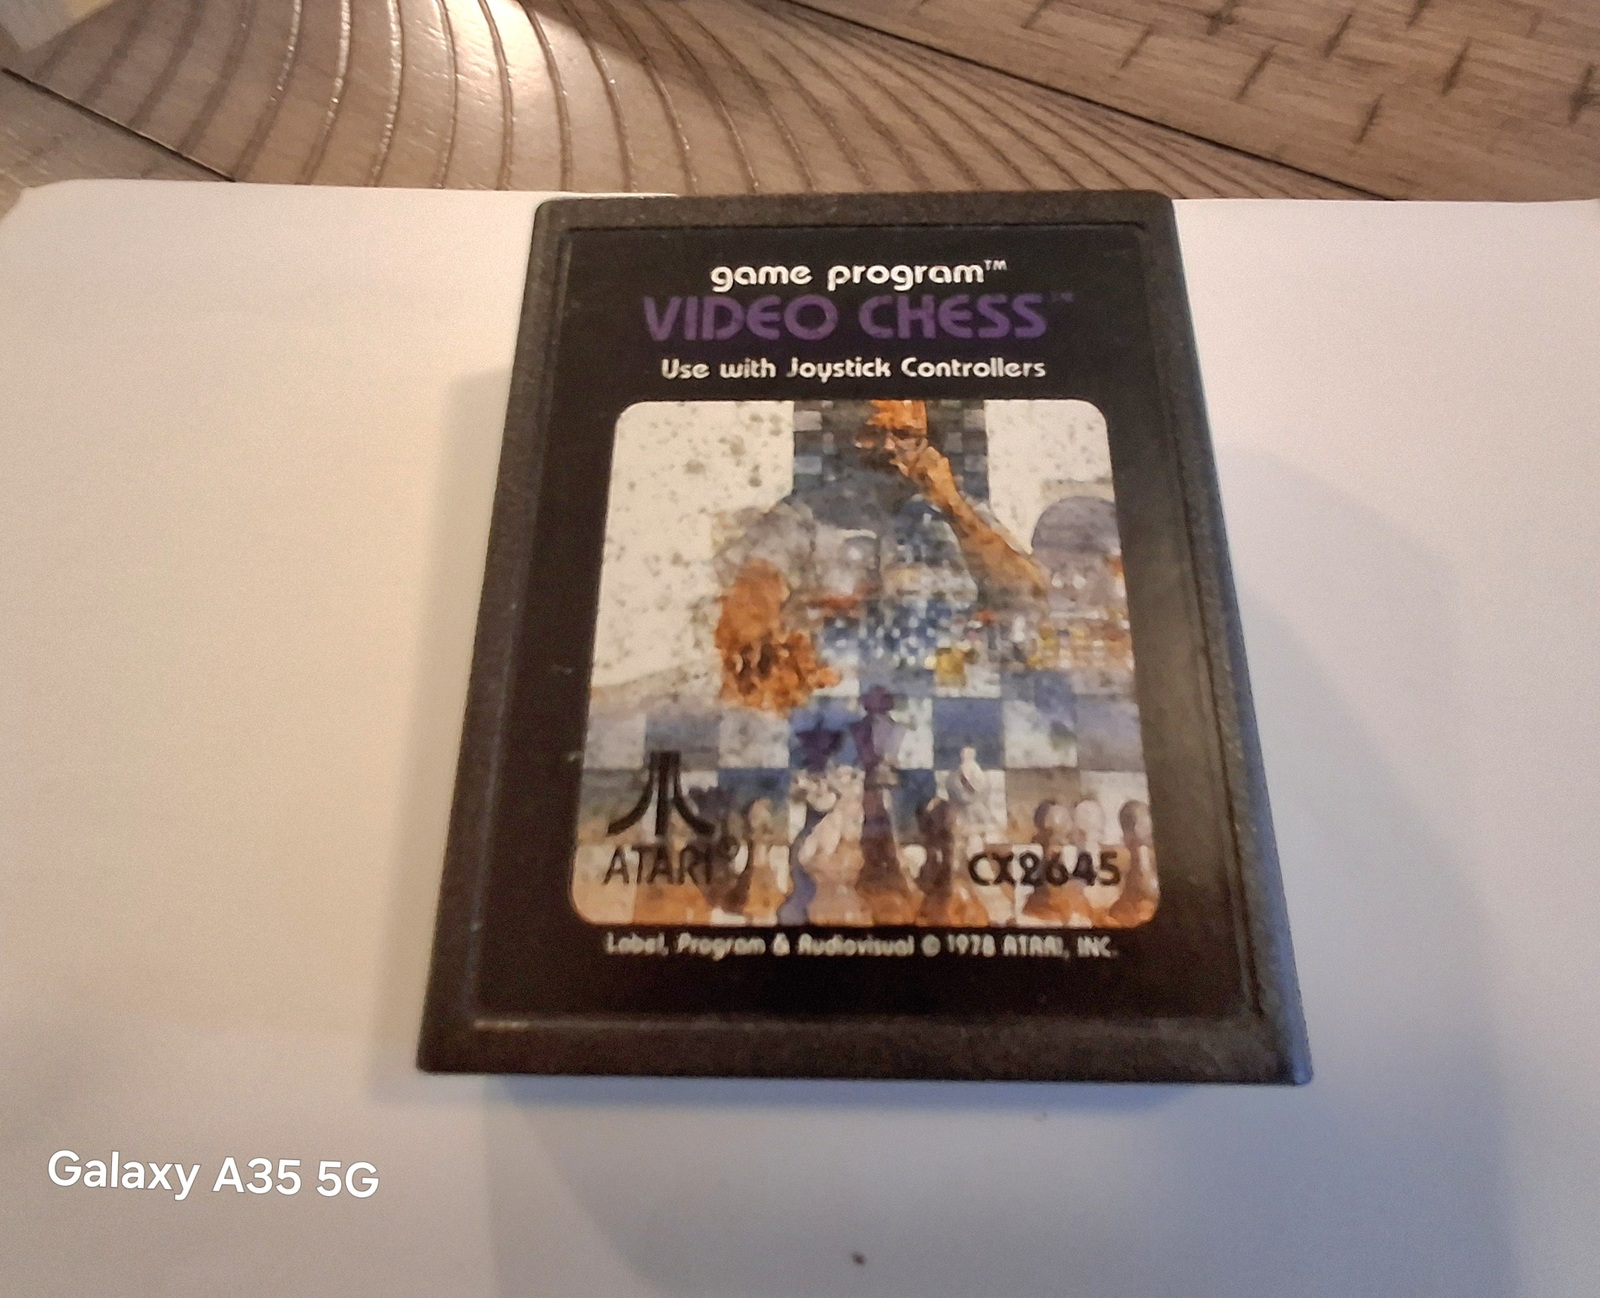 game program™
VIDEO CHESS™
Use with Joystick Controllers
ATARI®
CX2645
Label, Program & Audiovisual © 1978 ATARI, INC.
Galaxy A35 5G